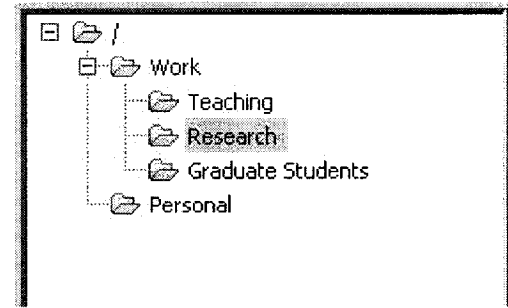 /
Work
Teaching
Research
Graduate Students
Personal